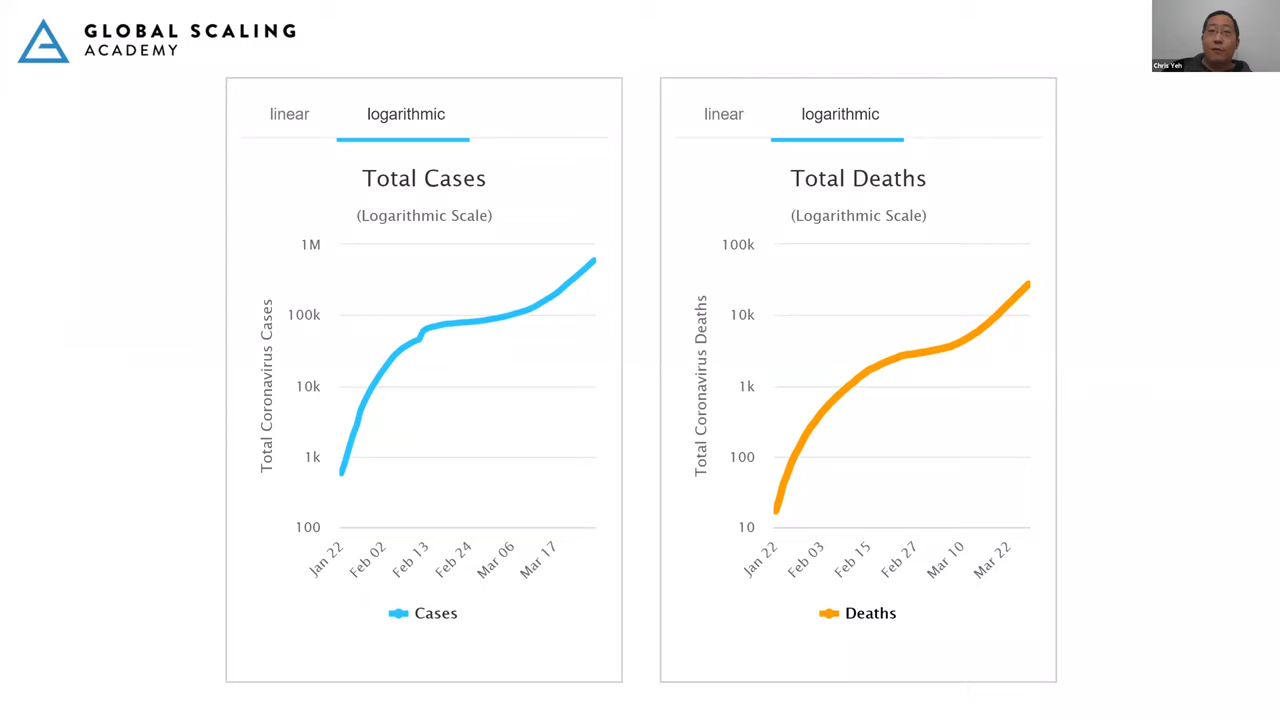 GLOBAL SCALING
ACADEMY
Chris Yeh
linear logarithmic
Total Cases
(Logarithmic Scale)
Total Coronavirus Cases
1M
100k
10k
1k
100
Jan 22
Feb 02
Feb 13
Feb 24
Mar 06
Mar 17
Cases
linear logarithmic
Total Deaths
(Logarithmic Scale)
Total Coronavirus Deaths
100k
10k
1k
100
10
Jan 22
Feb 03
Feb 15
Feb 27
Mar 10
Mar 22
Deaths